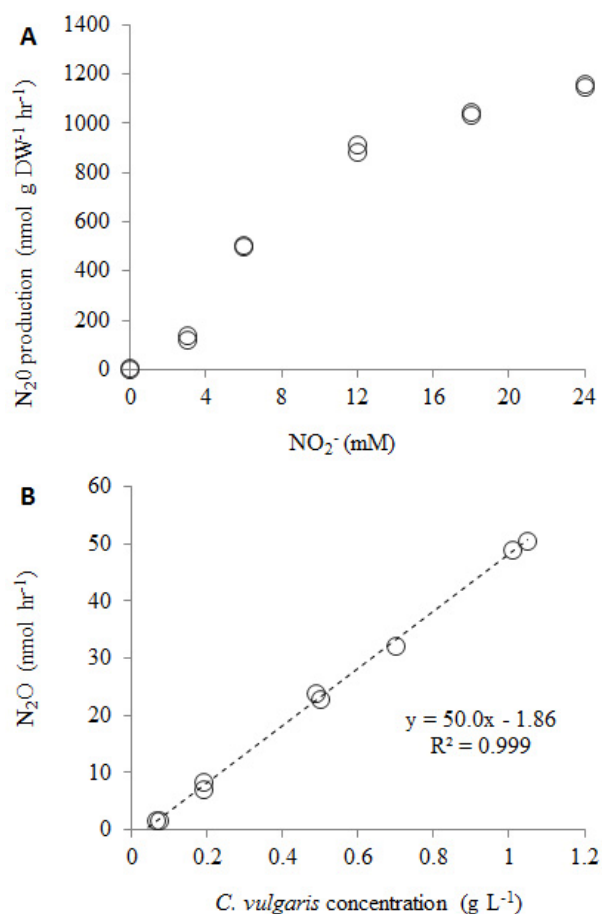 A
1400
1200
1000
800
600
400
200
0
0 4 8 12 16 20 24
N₂0 production (nmol g DW⁻¹ hr⁻¹)
NO₂⁻ (mM)
B
60
50
40
30
20
10
0
0 0.2 0.4 0.6 0.8 1 1.2
N₂O (nmol hr⁻¹)
y = 50.0x - 1.86
R² = 0.999
C. vulgaris concentration (g L⁻¹)